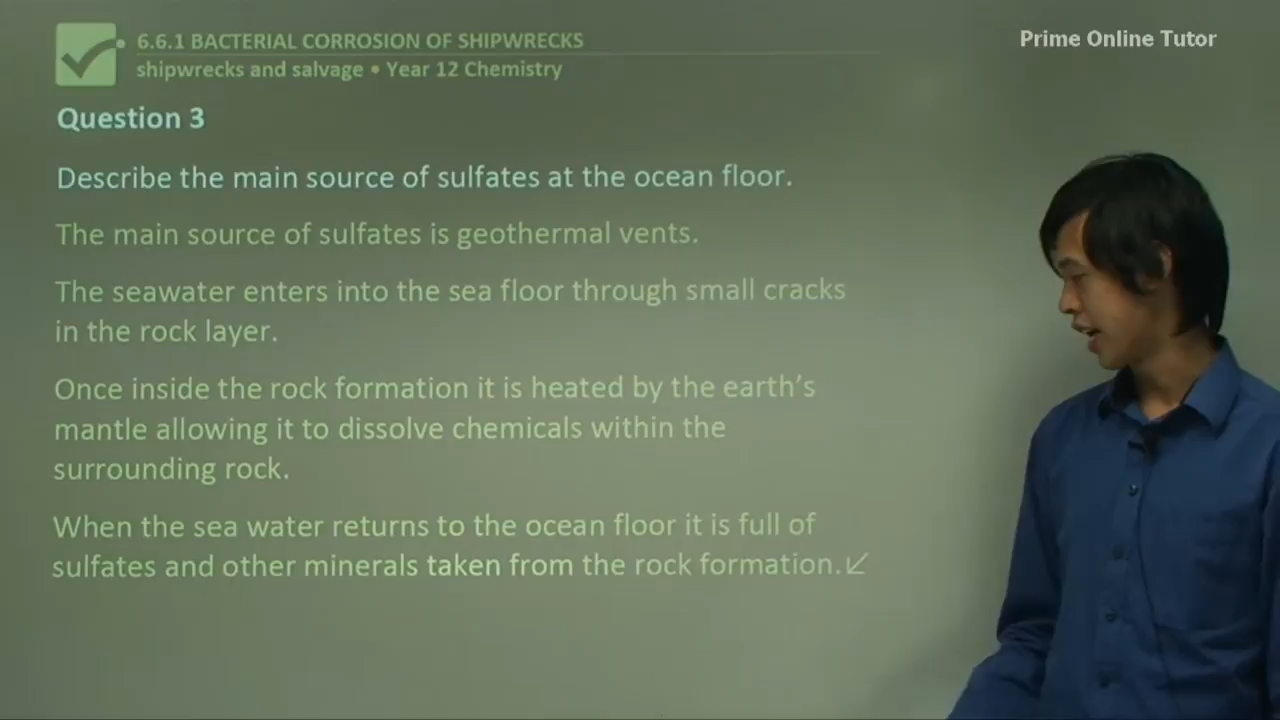 6.6.1 BACTERIAL CORROSION OF SHIPWRECKS
Prime Online Tutor
shipwrecks and salvage • Year 12 Chemistry
Question 3
Describe the main source of sulfates at the ocean floor.
The main source of sulfates is geothermal vents.
The seawater enters into the sea floor through small cracks
in the rock layer.
Once inside the rock formation it is heated by the earth’s
mantle allowing it to dissolve chemicals within the
surrounding rock.
When the sea water returns to the ocean floor it is full of
sulfates and other minerals taken from the rock formation.